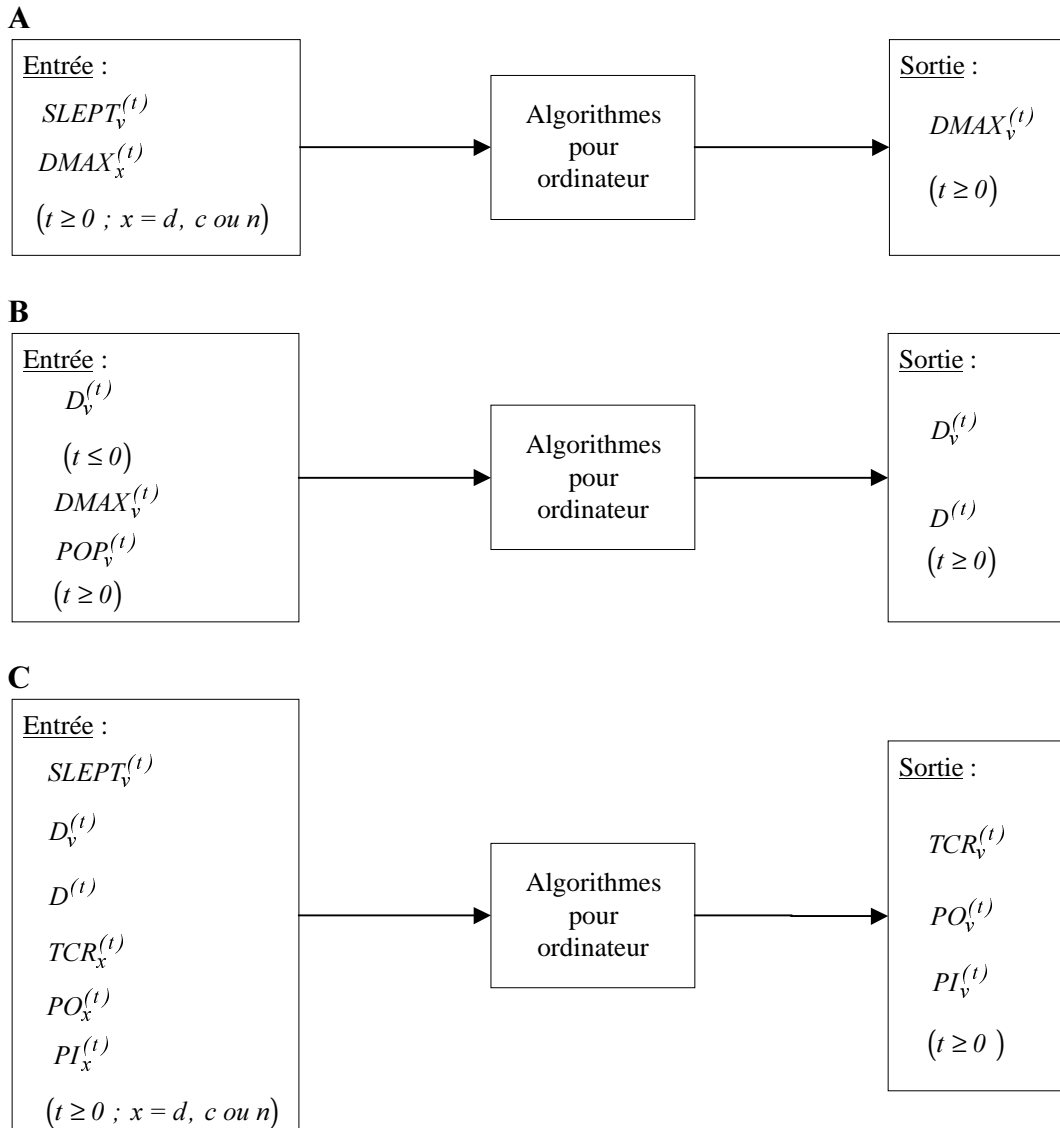 A
Entrée :
SLEPT_v^(t)
DMAX_x^(t)
(t ≥ 0 ; x = d, c ou n)
Algorithmes
pour
ordinateur
Sortie :
DMAX_v^(t)
(t ≥ 0)
B
Entrée :
D_v^(t)
(t ≤ 0)
DMAX_v^(t)
POP_v^(t)
(t ≥ 0)
Algorithmes
pour
ordinateur
Sortie :
D_v^(t)
D^(t)
(t ≥ 0)
C
Entrée :
SLEPT_v^(t)
D_v^(t)
D^(t)
TCR_x^(t)
PO_x^(t)
PI_x^(t)
(t ≥ 0 ; x = d, c ou n)
Algorithmes
pour
ordinateur
Sortie :
TCR_v^(t)
PO_v^(t)
PI_v^(t)
(t ≥ 0 )